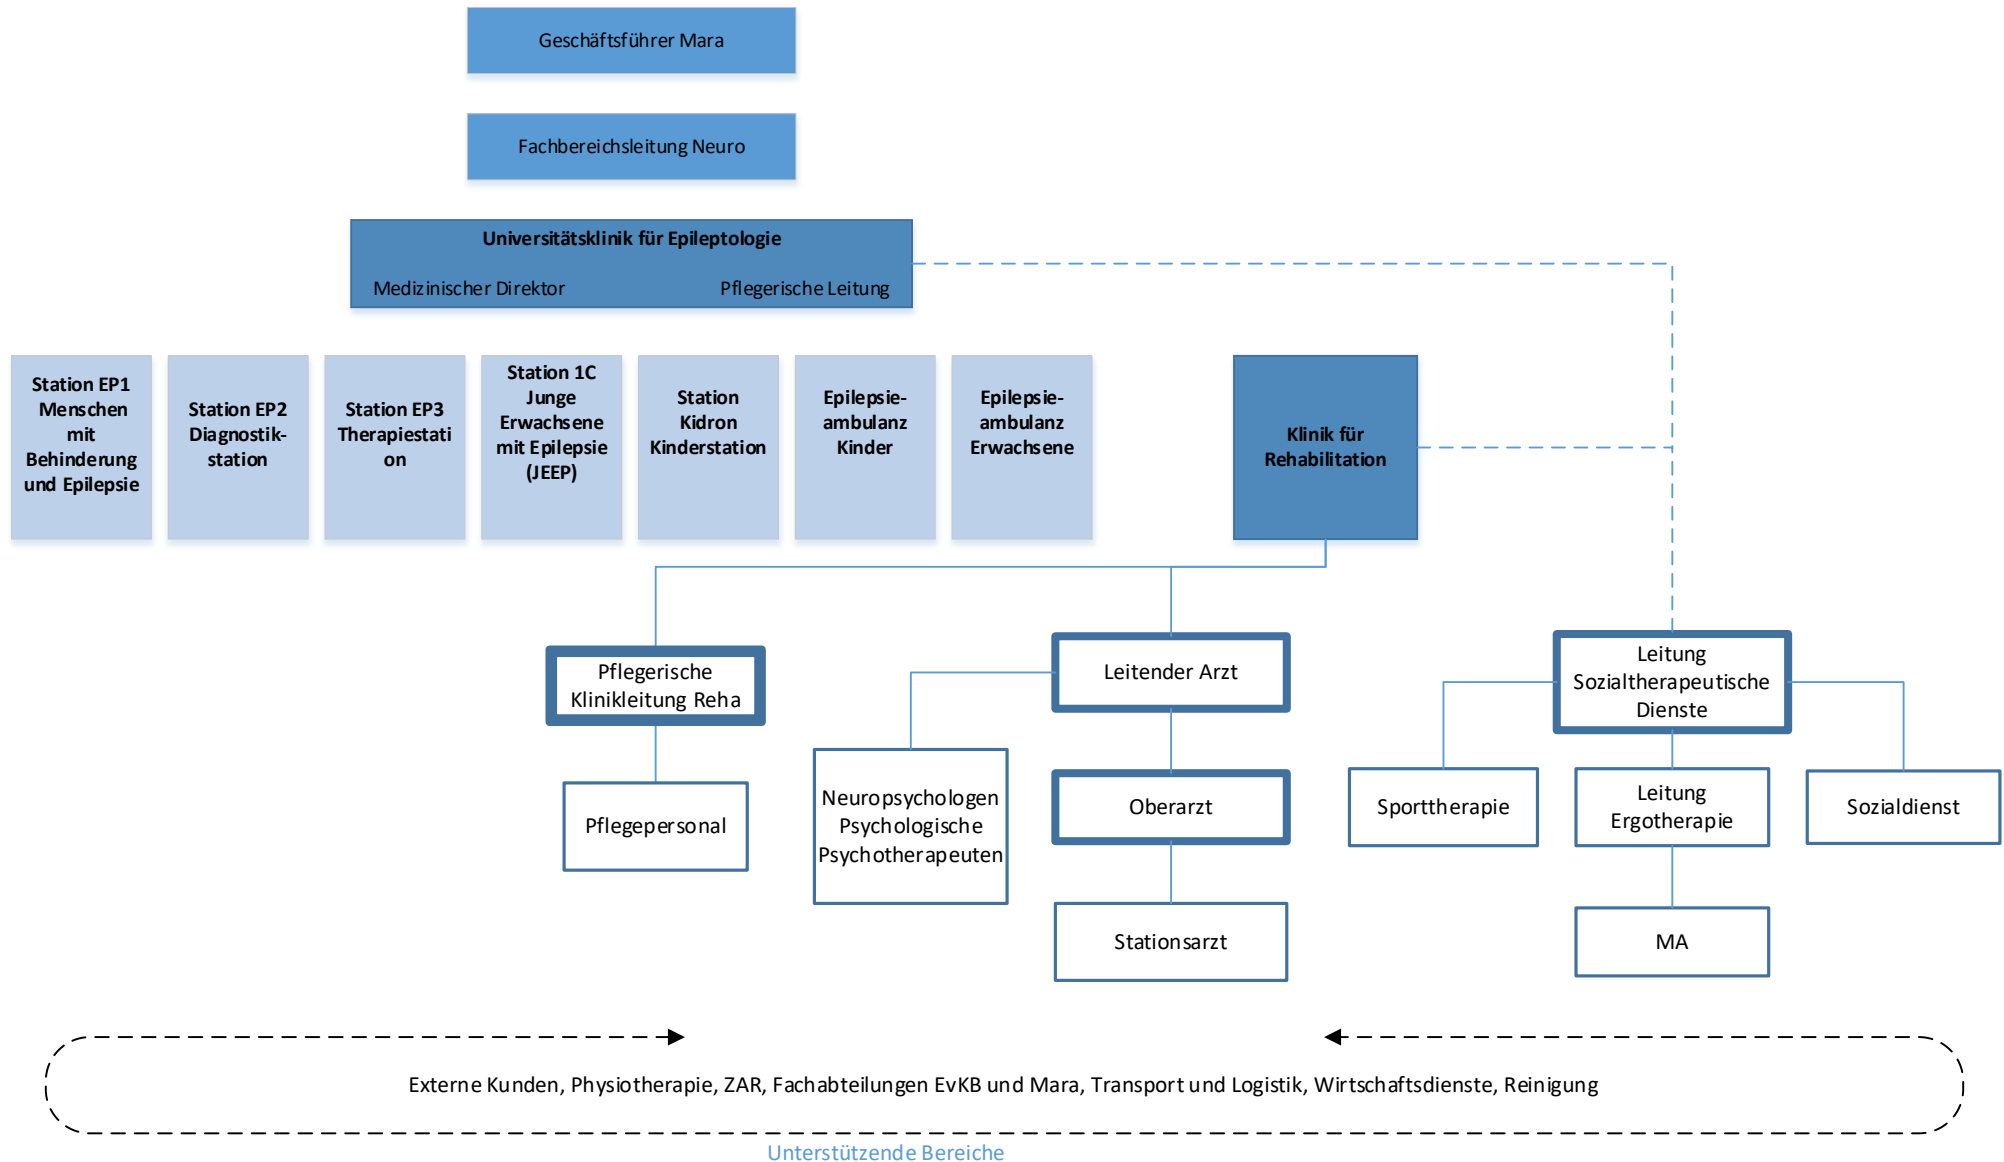 Geschäftsführer Mara
Fachbereichsleitung Neuro
Universitätsklinik für Epileptologie
Medizinischer Direktor
Pflegerische Leitung
Station EP1
Menschen
mit
Behinderung
und Epilepsie
Station EP2
Diagnostik-
station
Station EP3
Therapiestati
on
Station 1C
Junge
Erwachsene
mit Epilepsie
(JEEP)
Station
Kidron
Kinderstation
Epilepsie-
ambulanz
Kinder
Epilepsie-
ambulanz
Erwachsene
Klinik für
Rehabilitation
Pflegerische
Klinikleitung Reha
Leitender Arzt
Leitung
Sozialtherapeutische
Dienste
Pflegepersonal
Neuropsychologen
Psychologische
Psychotherapeuten
Oberarzt
Sporttherapie
Leitung
Ergotherapie
Sozialdienst
Stationsarzt
MA
Externe Kunden, Physiotherapie, ZAR, Fachabteilungen EvKB und Mara, Transport und Logistik, Wirtschaftsdienste, Reinigung
Unterstützende Bereiche